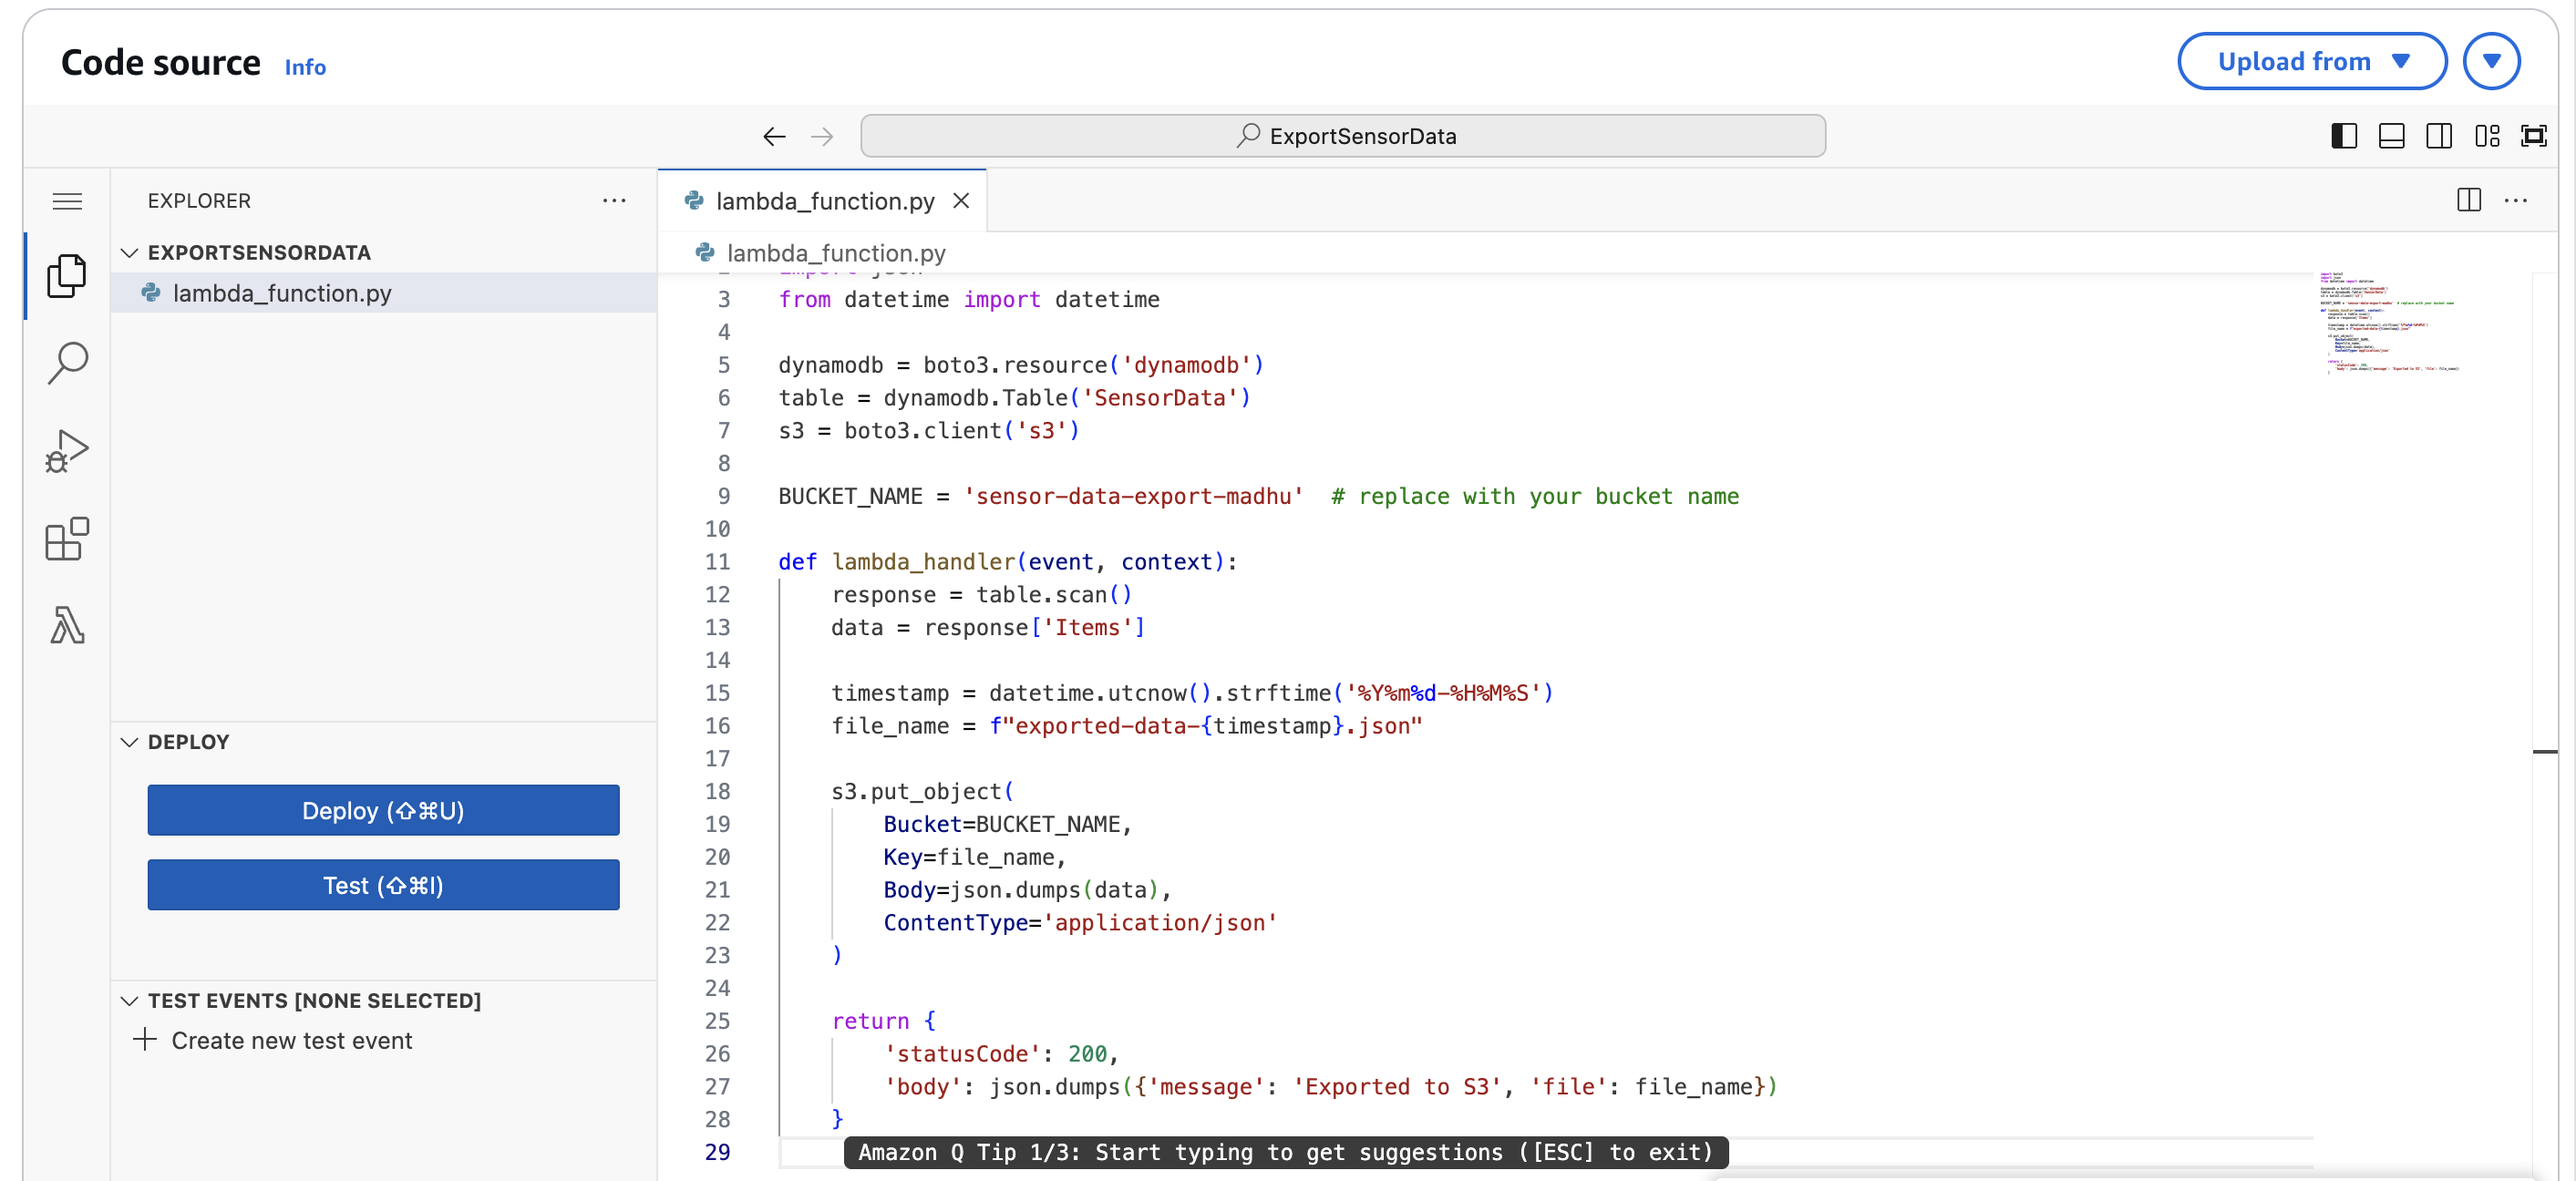 Code source Info
Upload from
ExportSensorData
EXPLORER
EXPORTSENSORDATA
lambda_function.py
DEPLOY
Deploy (⇧⌘U)
Test (⇧⌘I)
TEST EVENTS [NONE SELECTED]
Create new test event
lambda_function.py
lambda_function.py
2 import json
3 from datetime import datetime
4
5 dynamodb = boto3.resource('dynamodb')
6 table = dynamodb.Table('SensorData')
7 s3 = boto3.client('s3')
8
9 BUCKET_NAME = 'sensor-data-export-madhu'  # replace with your bucket name
10
11 def lambda_handler(event, context):
12     response = table.scan()
13     data = response['Items']
14
15     timestamp = datetime.utcnow().strftime('%Y%m%d-%H%M%S')
16     file_name = f"exported-data-{timestamp}.json"
17
18     s3.put_object(
19         Bucket=BUCKET_NAME,
20         Key=file_name,
21         Body=json.dumps(data),
22         ContentType='application/json'
23     )
24
25     return {
26         'statusCode': 200,
27         'body': json.dumps({'message': 'Exported to S3', 'file': file_name})
28     }
29
Amazon Q Tip 1/3: Start typing to get suggestions ([ESC] to exit)